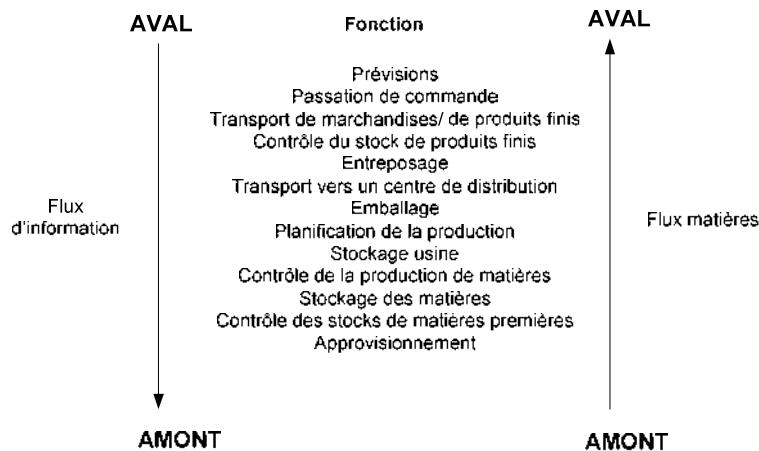 AVAL
Fonction
AVAL
Prévisions
Passation de commande
Transport de marchandises/ de produits finis
Contrôle du stock de produits finis
Entreposage
Transport vers un centre de distribution
Emballage
Planification de la production
Stockage usine
Contrôle de la production de matières
Stockage des matières
Contrôle des stocks de matières premières
Approvisionnement
Flux
d'information
Flux matières
AMONT
AMONT